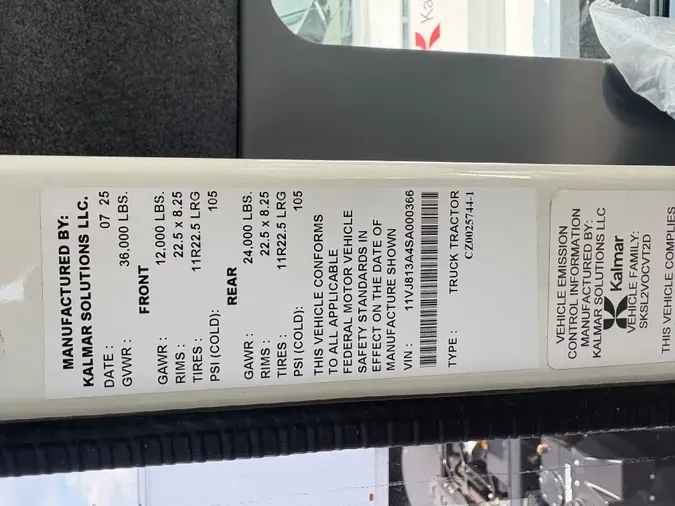 MANUFACTURED BY:
KALMAR SOLUTIONS LLC.
DATE : 07 25
GVWR : 36,000 LBS.
FRONT
GAWR : 12,000 LBS.
RIMS : 22.5 x 8.25
TIRES : 11R22.5 LRG
PSI (COLD): 105
REAR
GAWR : 24,000 LBS.
RIMS : 22.5 x 8.25
TIRES : 11R22.5 LRG
PSI (COLD): 105
THIS VEHICLE CONFORMS
TO ALL APPLICABLE
FEDERAL MOTOR VEHICLE
SAFETY STANDARDS IN
EFFECT ON THE DATE OF
MANUFACTURE SHOWN
VIN : 11VJ813A4SA000366
TYPE : TRUCK TRACTOR
CZ0025744-1
VEHICLE EMISSION
CONTROL INFORMATION
MANUFACTURED BY:
KALMAR SOLUTIONS LLC
Kalmar
VEHICLE FAMILY:
SKSL2VOCVT2D
THIS VEHICLE COMPLIES
Ka